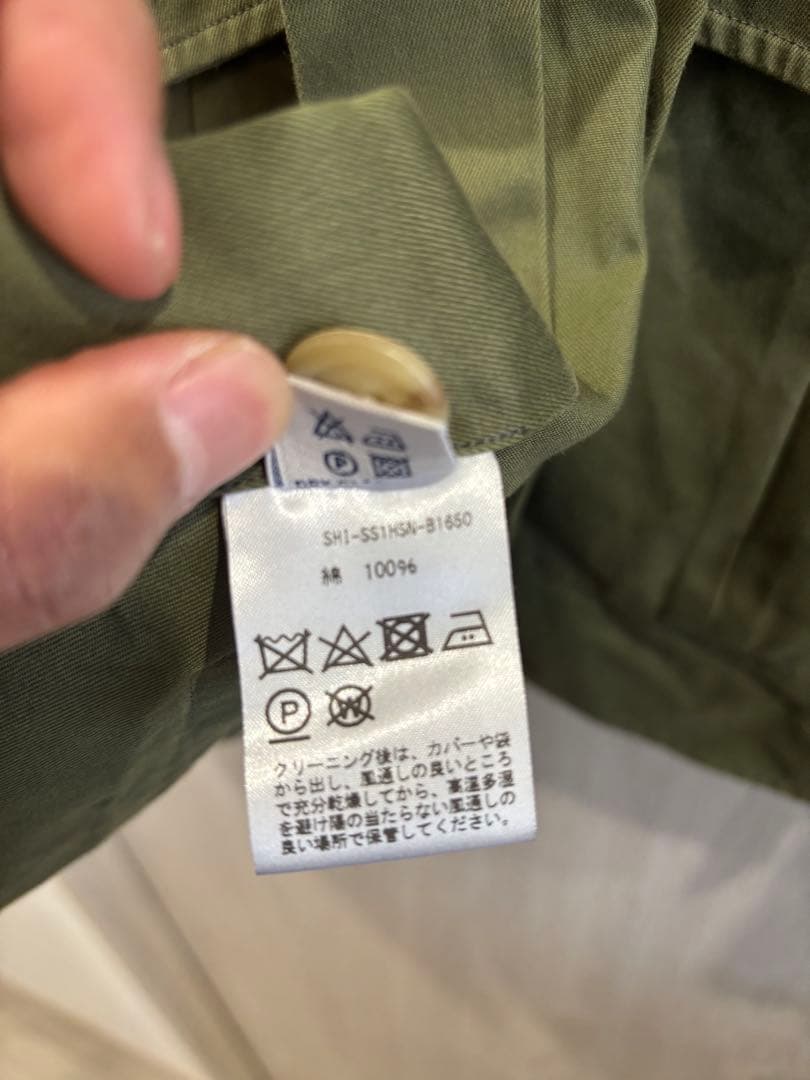 SHI-SS1HSN-B1650
綿 100%
P
W
クリーニング後は、カバーや袋
から出し、風通しの良いところ
で充分乾燥してから、高温多湿
を避け陽の当たらない風通しの
良い場所で保管してください。